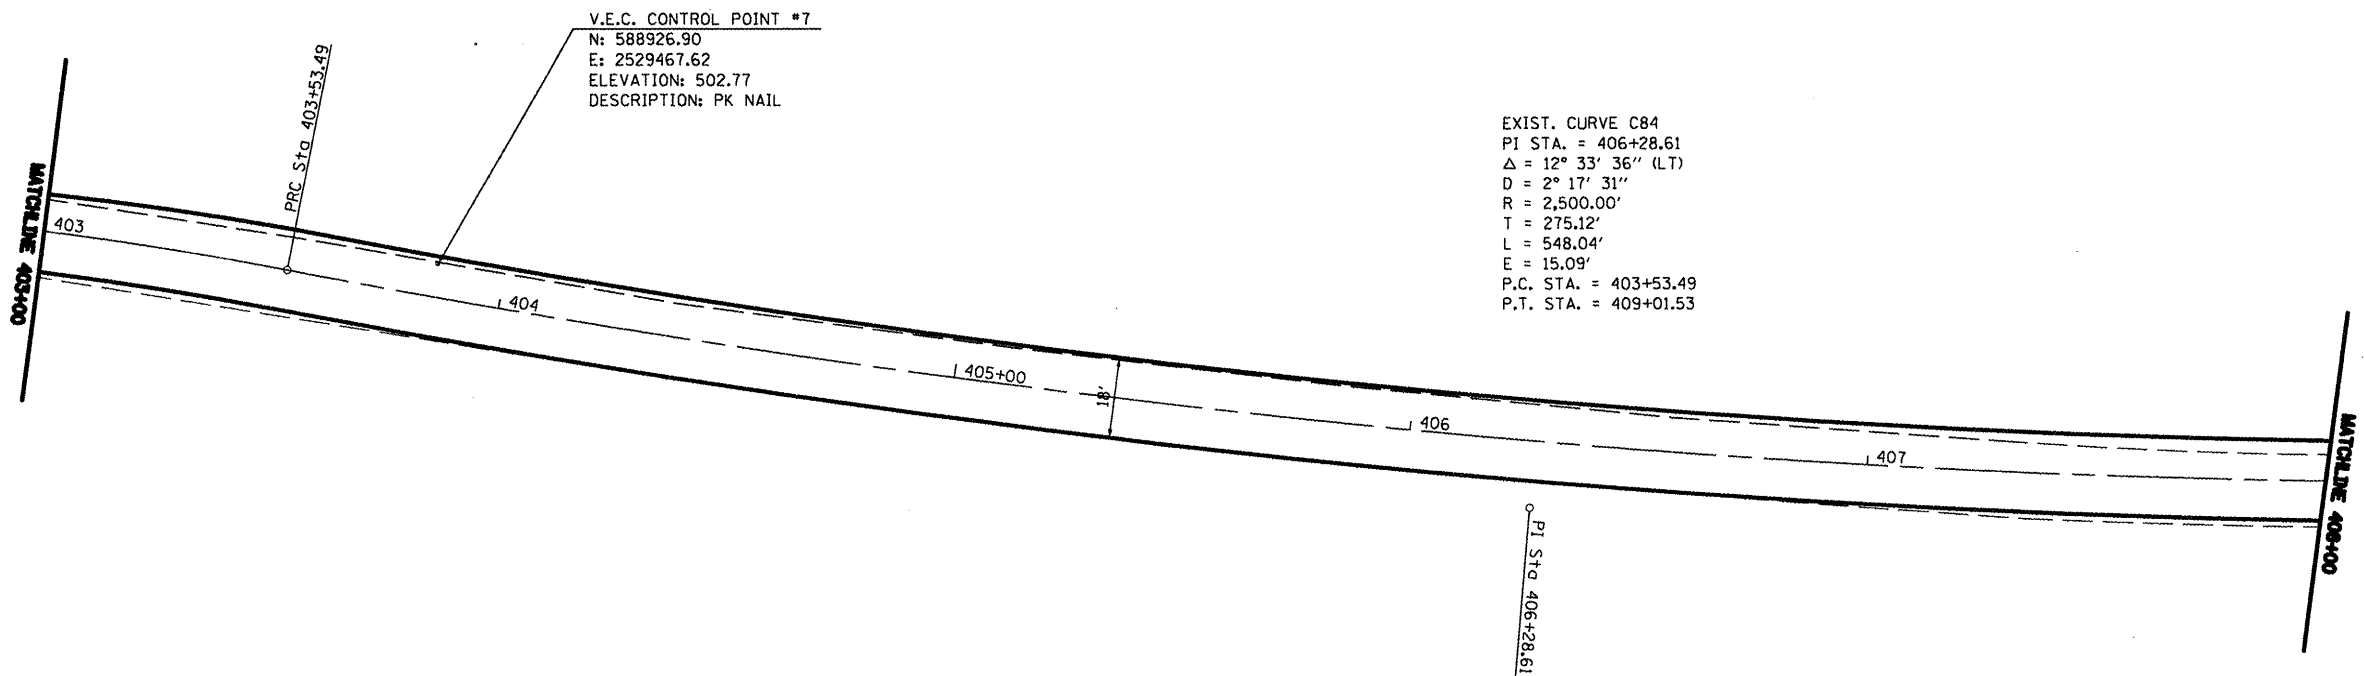 V.E.C. CONTROL POINT #7
N: 588926.90
E: 2529467.62
ELEVATION: 502.77
DESCRIPTION: PK NAIL
PRC Sta 403+53.49
EXIST. CURVE C84
PI STA. = 406+28.61
Δ = 12° 33' 36" (LT)
D = 2° 17' 31"
R = 2,500.00'
T = 275.12'
L = 548.04'
E = 15.09'
P.C. STA. = 403+53.49
P.T. STA. = 409+01.53
MATCHLINE 403+00
403
404
405+00
18'
406
407
MATCHLINE 408+00
PI Sta 406+28.61